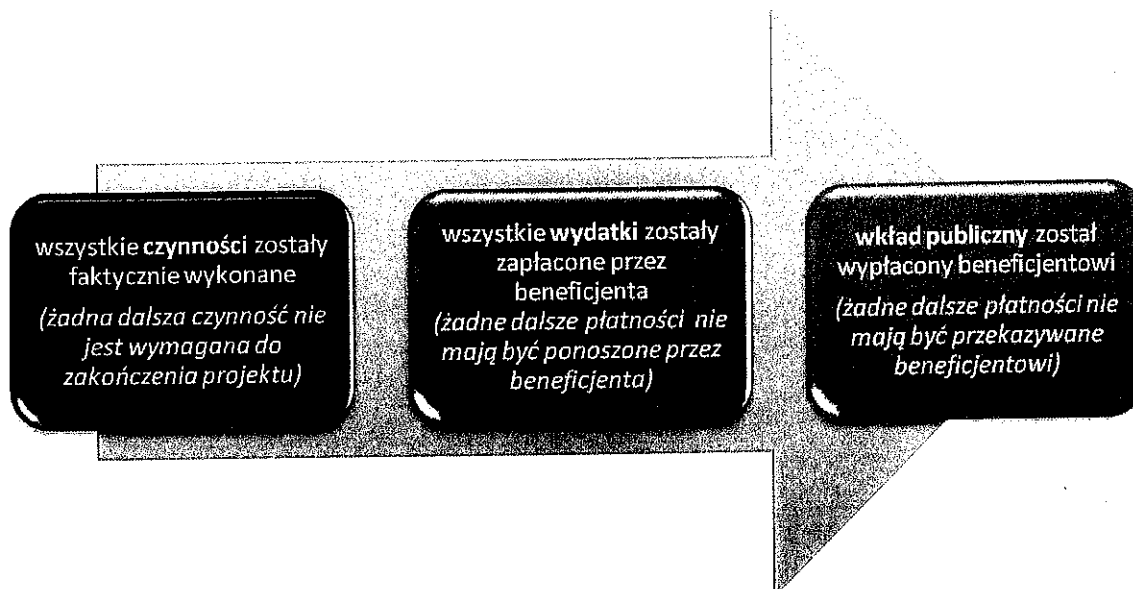 wszystkie czynności zostały
faktycznie wykonane
(żadna dalsza czynność nie
jest wymagana do
zakończenia projektu)
wszystkie wydatki zostały
zapłacone przez
beneficjenta
(żadne dalsze płatności nie
mają być ponoszone przez
beneficjenta)
wkład publiczny został
wypłacony beneficjentowi
(żadne dalsze płatności nie
mają być przekazywane
beneficjentowi)